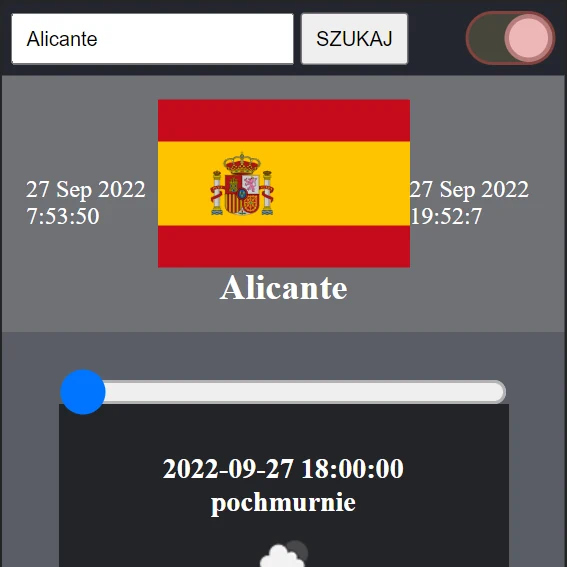 Alicante
SZUKAJ
27 Sep 2022
7:53:50
27 Sep 2022
19:52:7
Alicante
2022-09-27 18:00:00
pochmurnie